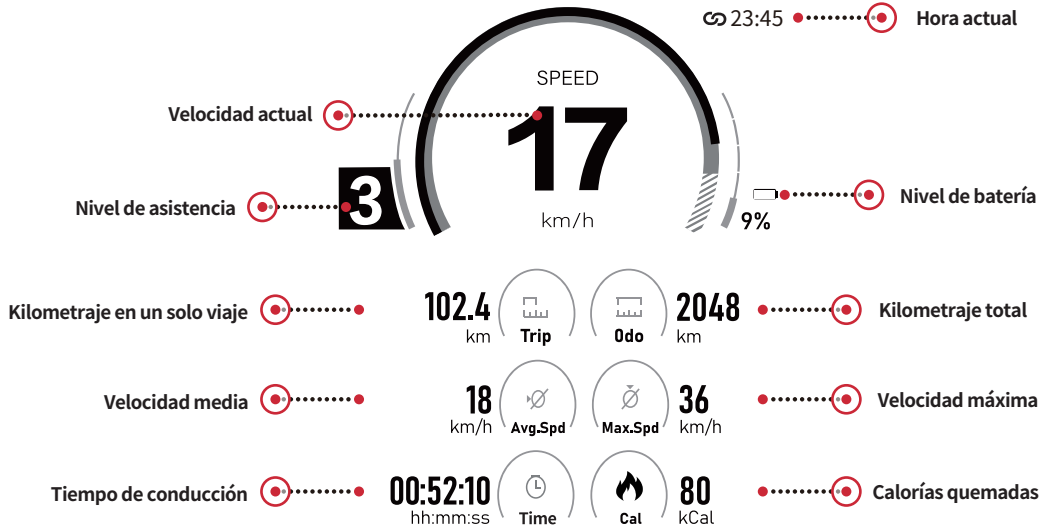 23:45
Hora actual
SPEED
Velocidad actual
17
km/h
Nivel de asistencia
3
Nivel de batería
9%
Kilometraje en un solo viaje
102.4
km
Trip
Odo
2048
km
Kilometraje total
Velocidad media
18
km/h
Avg.Spd
Max.Spd
36
km/h
Velocidad máxima
Tiempo de conducción
00:52:10
hh:mm:ss
Time
Cal
80
kCal
Calorías quemadas